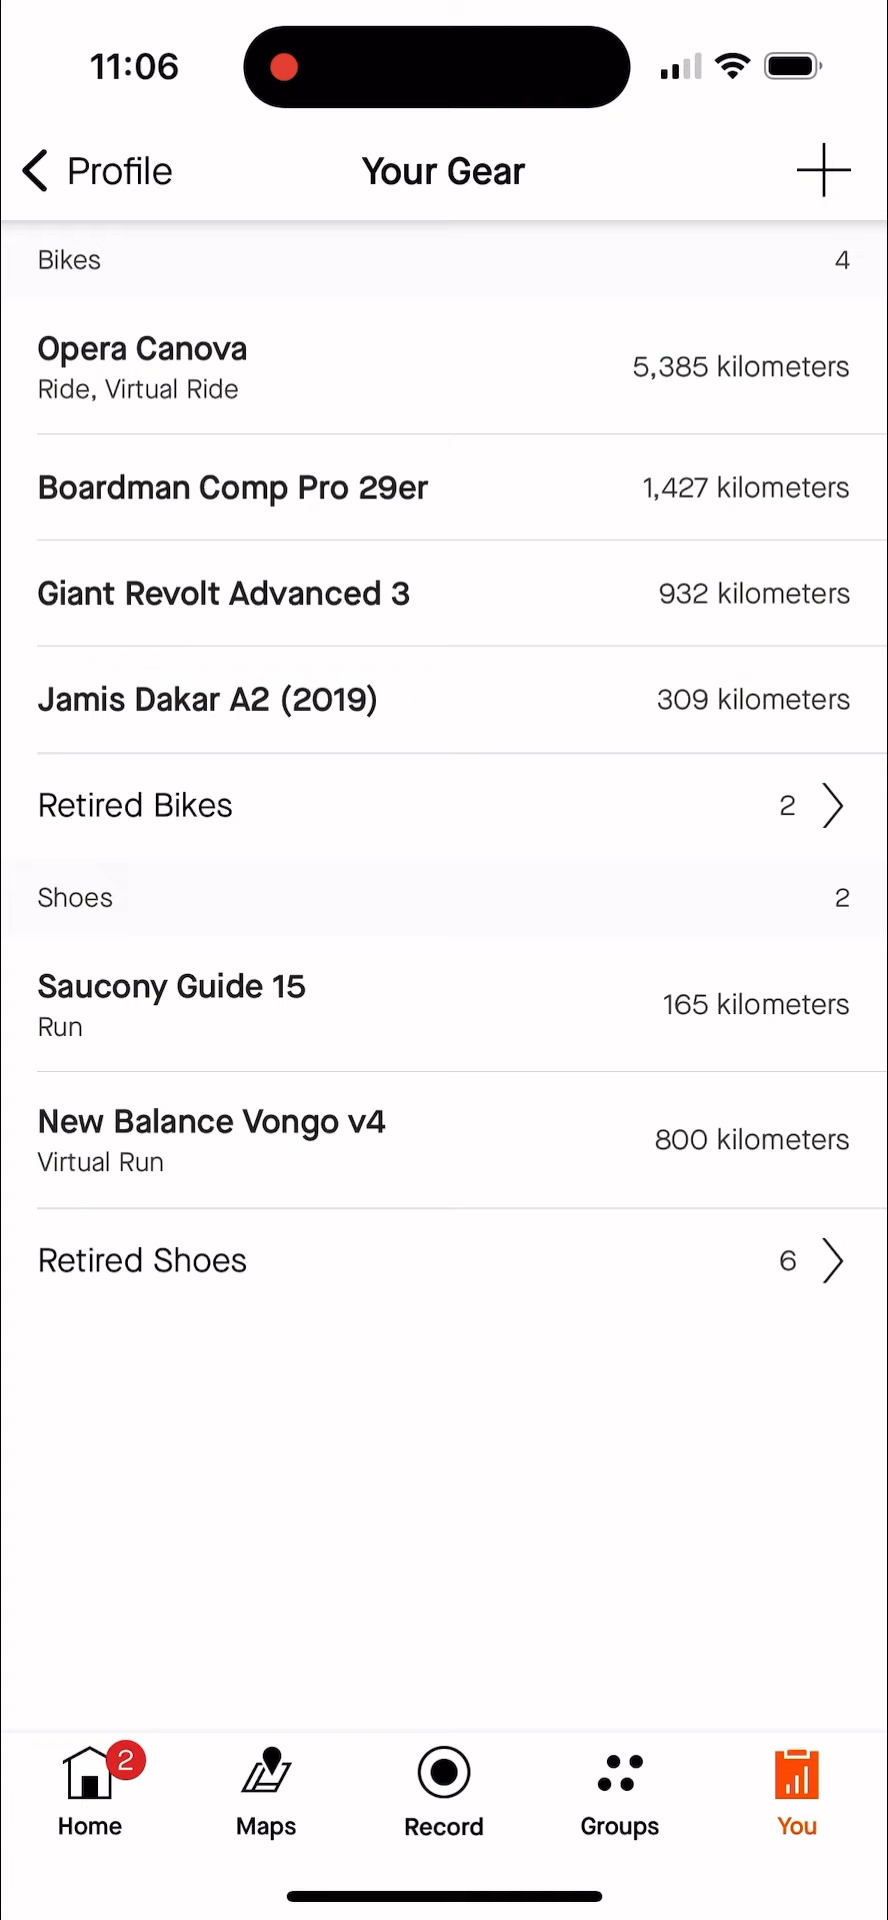 11:06
Profile
Your Gear
Bikes 4
Opera Canova
Ride, Virtual Ride
5,385 kilometers
Boardman Comp Pro 29er 1,427 kilometers
Giant Revolt Advanced 3 932 kilometers
Jamis Dakar A2 (2019) 309 kilometers
Retired Bikes 2
Shoes 2
Saucony Guide 15
Run
165 kilometers
New Balance Vongo v4
Virtual Run
800 kilometers
Retired Shoes 6
2
Home Maps Record Groups You